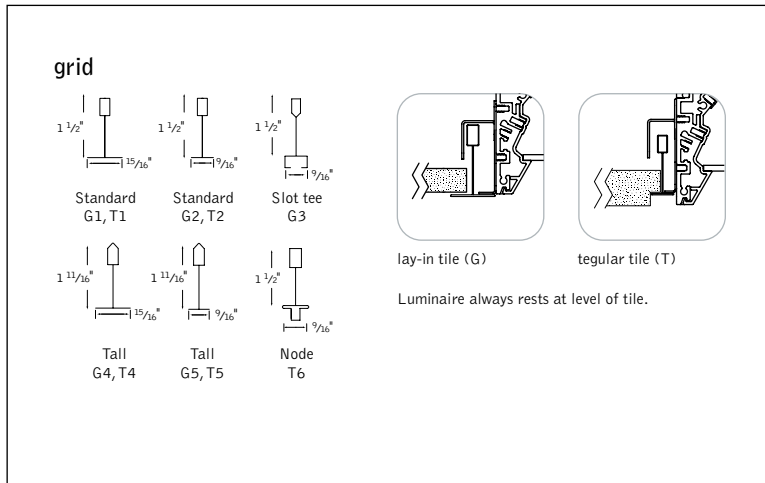 grid
1 1/2"
15/16"
Standard
G1, T1
1 1/2"
9/16"
Standard
G2, T2
1 1/2"
9/16"
Slot tee
G3
1 11/16"
15/16"
Tall
G4, T4
1 11/16"
9/16"
Tall
G5, T5
1 1/2"
9/16"
Node
T6
lay-in tile (G)
tegular tile (T)
Luminaire always rests at level of tile.